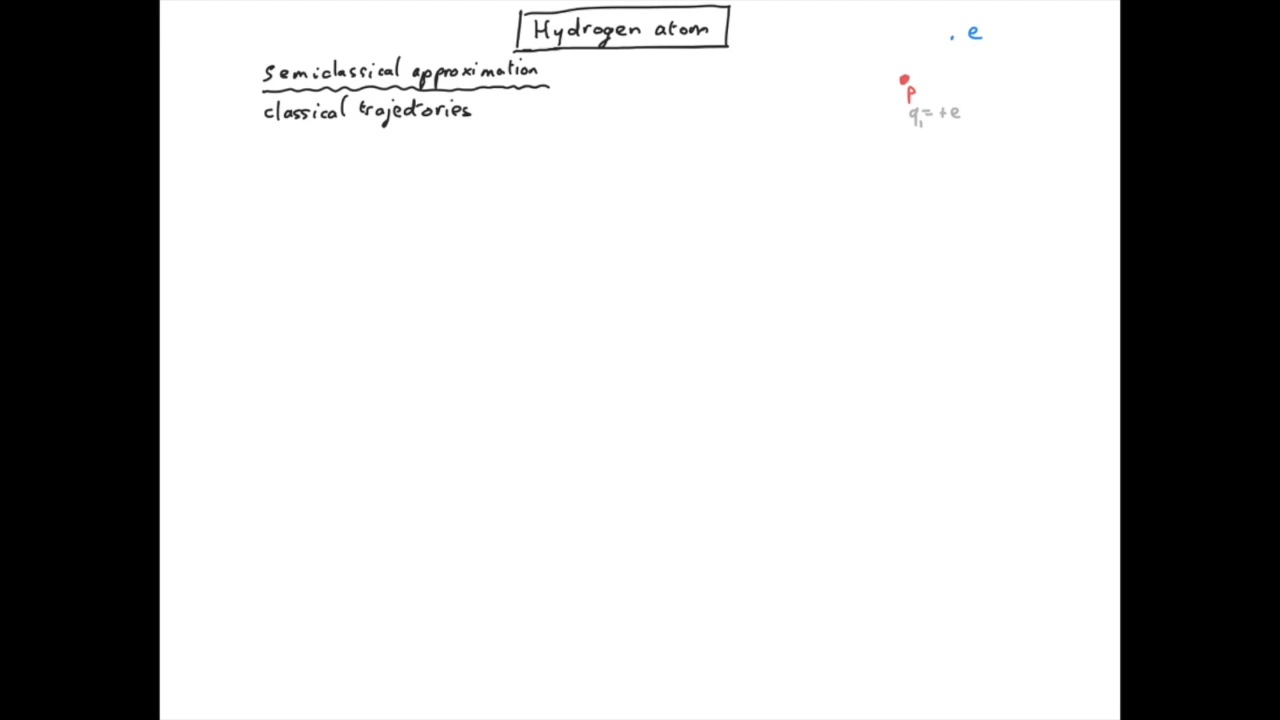 Hydrogen atom
e
semiclassical approximation
p
classical trajectories
q₁ = +e